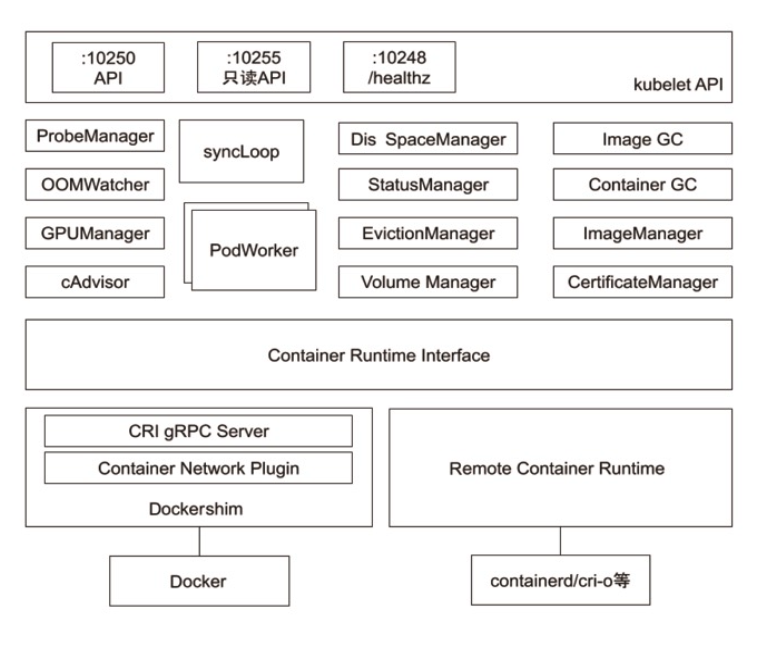 :10250
API
:10255
只读API
:10248
/healthz
kubelet API
ProbeManager
syncLoop
Dis SpaceManager
Image GC
OOMWatcher
StatusManager
Container GC
GPUManager
PodWorker
EvictionManager
ImageManager
cAdvisor
Volume Manager
CertificateManager
Container Runtime Interface
CRI gRPC Server
Container Network Plugin
Dockershim
Remote Container Runtime
Docker
containerd/cri-o等